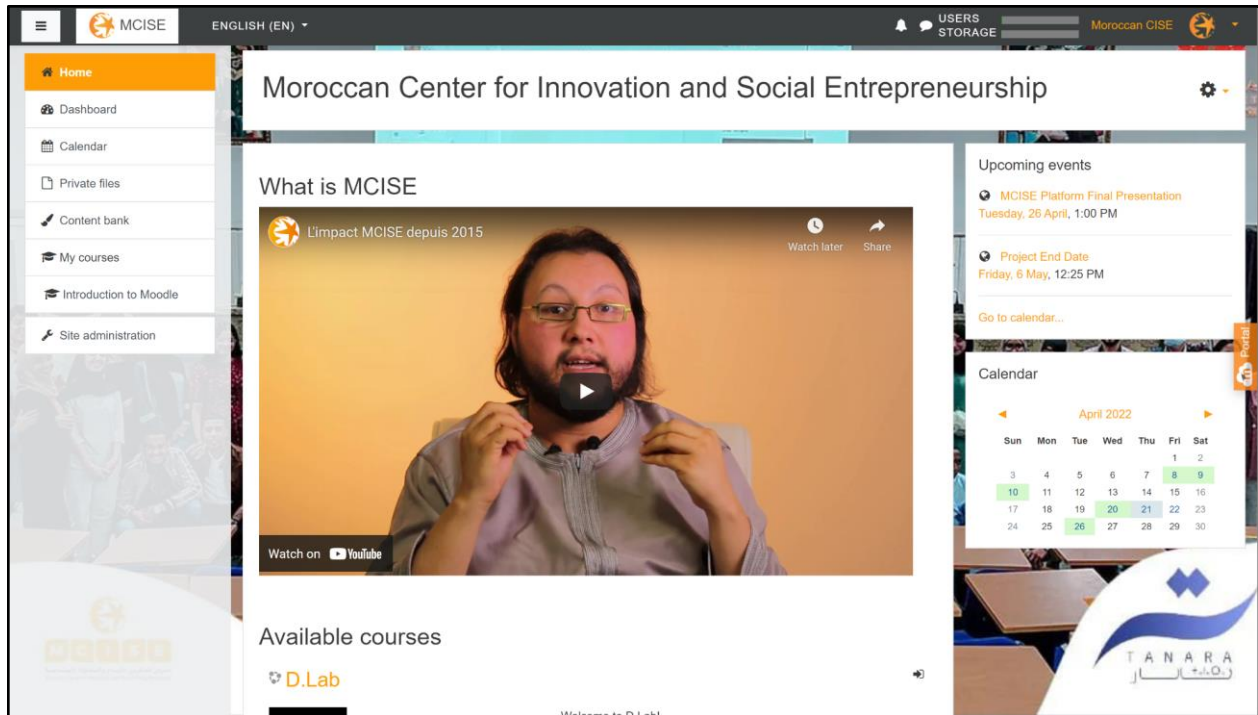 MCISE
ENGLISH (EN)
USERS
STORAGE
Moroccan CISE
Home
Dashboard
Calendar
Private files
Content bank
My courses
Introduction to Moodle
Site administration
Moroccan Center for Innovation and Social Entrepreneurship
What is MCISE
L'impact MCISE depuis 2015
Watch later
Share
Watch on YouTube
Available courses
D.Lab
Welcome to D.Lab!
Upcoming events
MCISE Platform Final Presentation
Tuesday, 26 April, 1:00 PM
Project End Date
Friday, 6 May, 12:25 PM
Go to calendar...
Portal
Calendar
April 2022
Sun Mon Tue Wed Thu Fri Sat
1 2
3 4 5 6 7 8 9
10 11 12 13 14 15 16
17 18 19 20 21 22 23
24 25 26 27 28 29 30
TANARA
MCISE